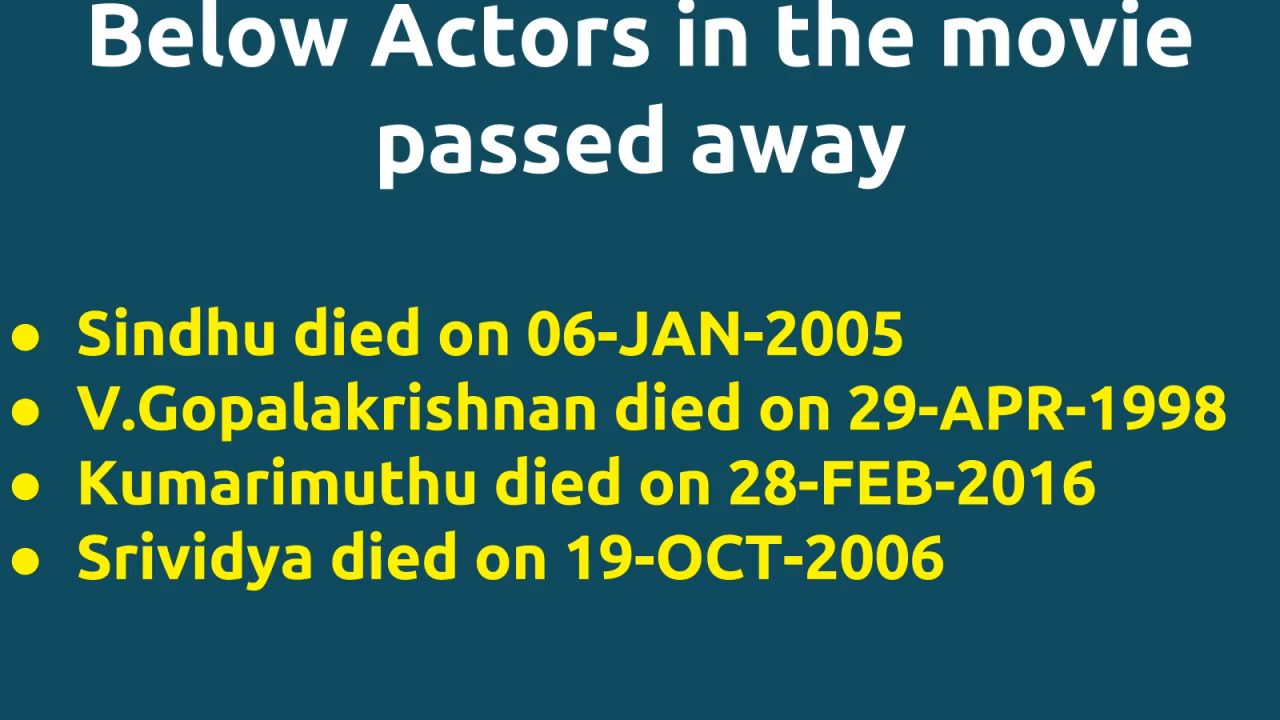 Below Actors in the movie
passed away
● Sindhu died on 06-JAN-2005
● V.Gopalakrishnan died on 29-APR-1998
● Kumarimuthu died on 28-FEB-2016
● Srividya died on 19-OCT-2006